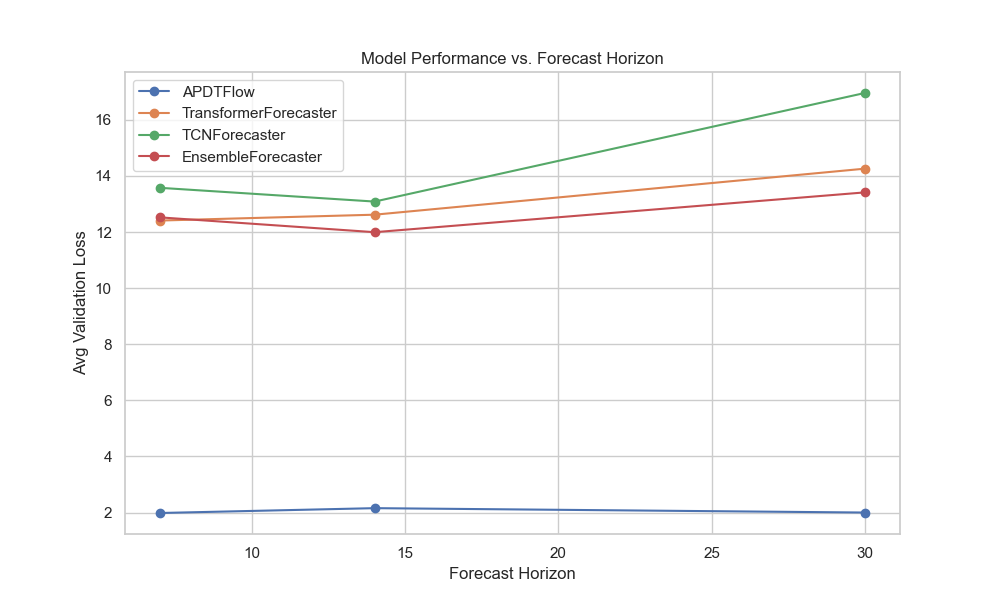 Model Performance vs. Forecast Horizon
APDTFlow
TransformerForecaster
TCNForecaster
EnsembleForecaster
Avg Validation Loss
16
14
12
10
8
6
4
2
10 15 20 25 30
Forecast Horizon